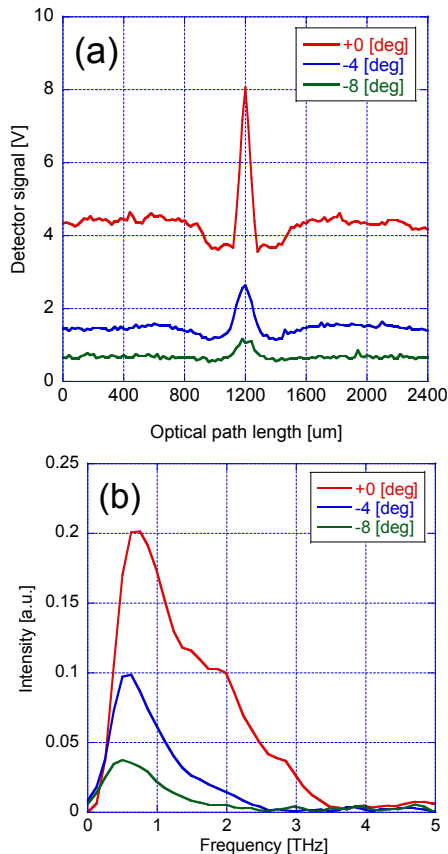 (a)
+0 [deg]
-4 [deg]
-8 [deg]
Detector signal [V]
10
8
6
4
2
0
0 400 800 1200 1600 2000 2400
Optical path length [um]
(b)
+0 [deg]
-4 [deg]
-8 [deg]
Intensity [a.u.]
0.25
0.2
0.15
0.1
0.05
0
0 1 2 3 4 5
Frequency [THz]